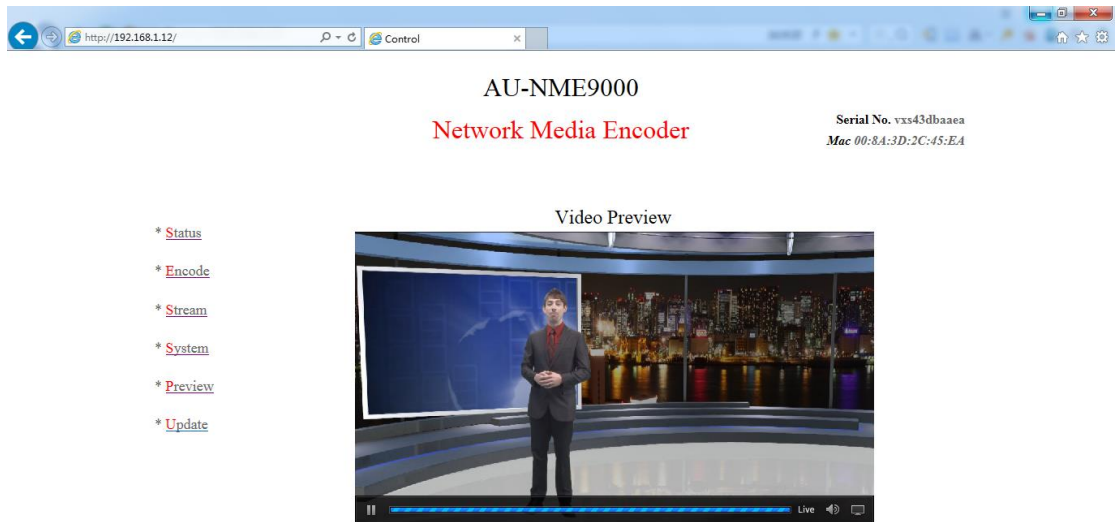 http://192.168.1.12/
Control
AU-NME9000
Network Media Encoder
Serial No. vxs43dbaaea
Mac 00:8A:3D:2C:45:EA
Video Preview
* Status
* Encode
* Stream
* System
* Preview
* Update
Live